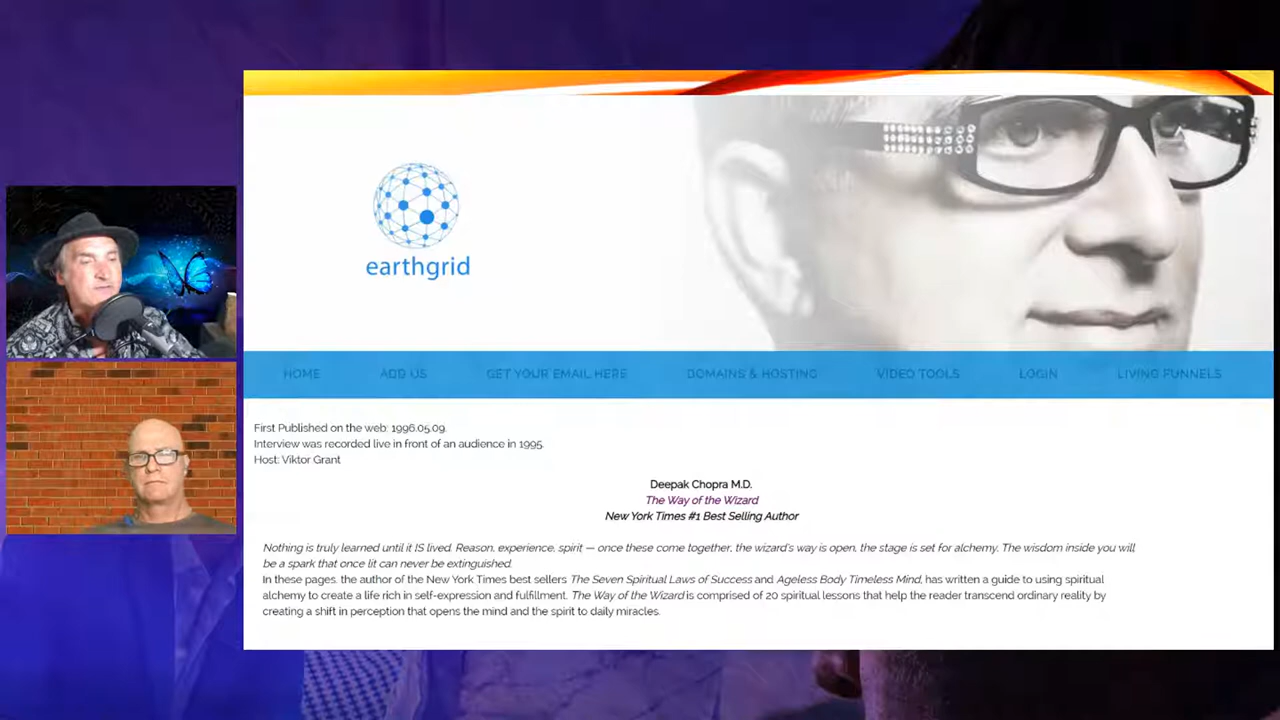 earthgrid
HOME ADD US GET YOUR EMAIL HERE DOMAINS & HOSTING VIDEO TOOLS LOGIN LIVING FUNNELS
First Published on the web: 1996.05.09.
Interview was recorded live in front of an audience in 1995.
Host: Viktor Grant
Deepak Chopra M.D.
The Way of the Wizard
New York Times #1 Best Selling Author
Nothing is truly learned until it IS lived. Reason, experience, spirit — once these come together, the wizard's way is open, the stage is set for alchemy. The wisdom inside you will
be a spark that once lit can never be extinguished.
In these pages, the author of the New York Times best sellers The Seven Spiritual Laws of Success and Ageless Body Timeless Mind, has written a guide to using spiritual
alchemy to create a life rich in self-expression and fulfillment. The Way of the Wizard is comprised of 20 spiritual lessons that help the reader transcend ordinary reality by
creating a shift in perception that opens the mind and the spirit to daily miracles.